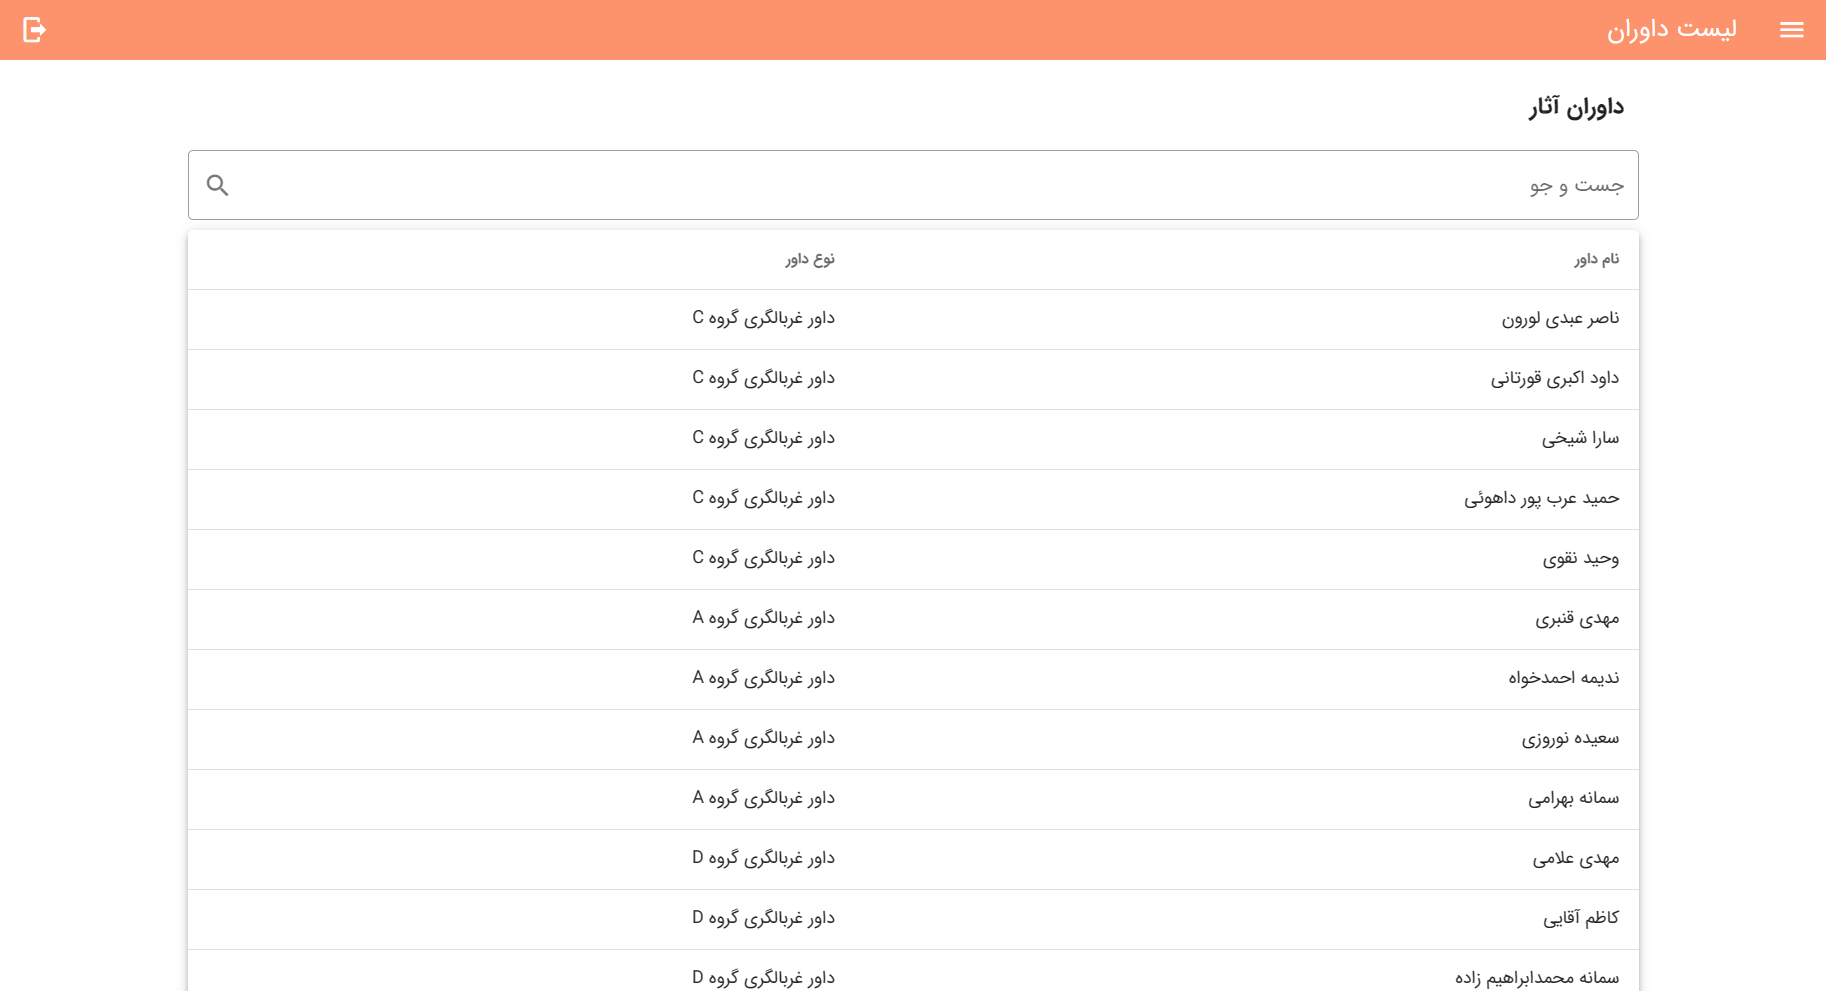 لیست داوران
داوران آثار
جست و جو
نام داور نوع داور
ناصر عبدی لورون داور غربالگری گروه C
داود اکبری قورتانی داور غربالگری گروه C
سارا شیخی داور غربالگری گروه C
حمید عرب پور داهوئی داور غربالگری گروه C
وحید نقوی داور غربالگری گروه C
مهدی قنبری داور غربالگری گروه A
ندیمه احمدخواه داور غربالگری گروه A
سعیده نوروزی داور غربالگری گروه A
سمانه بهرامی داور غربالگری گروه A
مهدی علامی داور غربالگری گروه D
کاظم آقایی داور غربالگری گروه D
سمانه محمدابراهیم زاده داور غربالگری گروه D